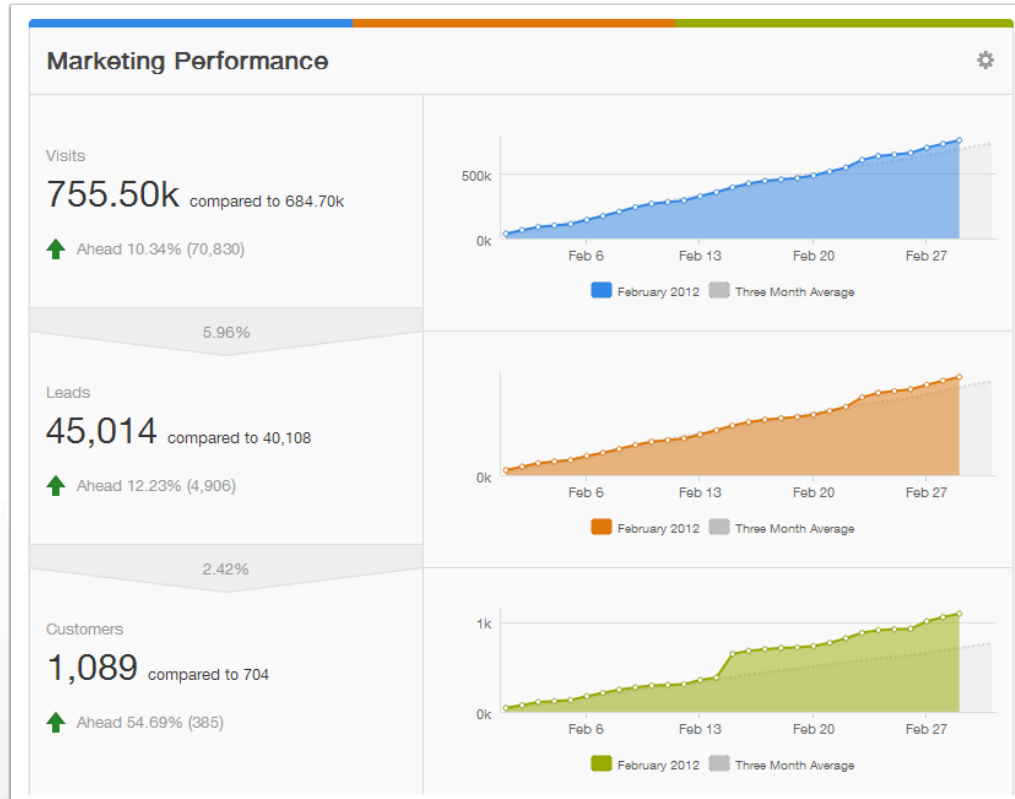 Marketing Performance
Visits
755.50k compared to 684.70k
Ahead 10.34% (70,830)
500k
0k
Feb 6 Feb 13 Feb 20 Feb 27
February 2012 Three Month Average
5.96%
Leads
45,014 compared to 40,108
Ahead 12.23% (4,906)
0k
Feb 6 Feb 13 Feb 20 Feb 27
February 2012 Three Month Average
2.42%
Customers
1,089 compared to 704
Ahead 54.69% (385)
1k
0k
Feb 6 Feb 13 Feb 20 Feb 27
February 2012 Three Month Average